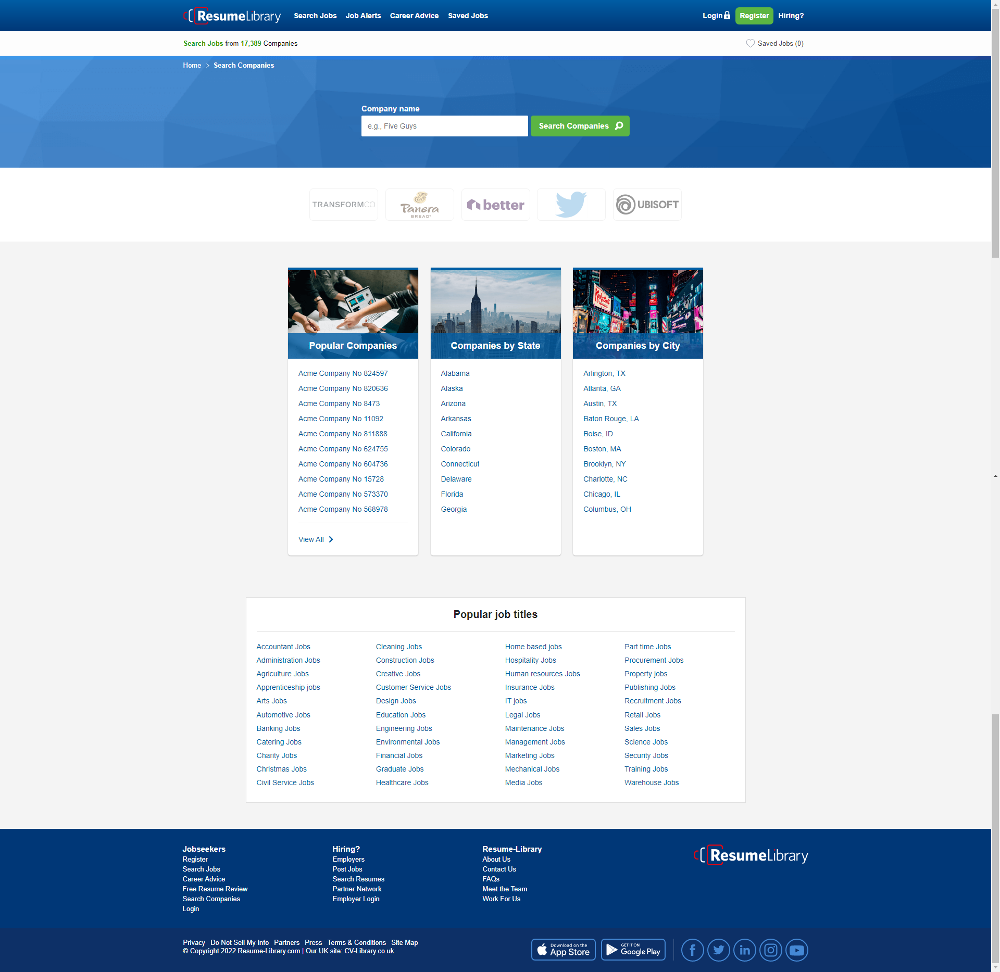 ResumeLibrary Search Jobs Job Alerts Career Advice Saved Jobs Login Register Hiring?
Search Jobs from 17,389 Companies Saved Jobs (0)
Home > Search Companies
Company name
e.g., Five Guys Search Companies
TRANSFORMCO Panera BREAD® better UBISOFT
Popular Companies
Acme Company No 824597
Acme Company No 820636
Acme Company No 8473
Acme Company No 11092
Acme Company No 811888
Acme Company No 624755
Acme Company No 604736
Acme Company No 15728
Acme Company No 573370
Acme Company No 568978
View All
Companies by State
Alabama
Alaska
Arizona
Arkansas
California
Colorado
Connecticut
Delaware
Florida
Georgia
Kinky Boots
Companies by City
Arlington, TX
Atlanta, GA
Austin, TX
Baton Rouge, LA
Boise, ID
Boston, MA
Brooklyn, NY
Charlotte, NC
Chicago, IL
Columbus, OH
Popular job titles
Accountant Jobs
Administration Jobs
Agriculture Jobs
Apprenticeship jobs
Arts Jobs
Automotive Jobs
Banking Jobs
Catering Jobs
Charity Jobs
Christmas Jobs
Civil Service Jobs
Cleaning Jobs
Construction Jobs
Creative Jobs
Customer Service Jobs
Design Jobs
Education Jobs
Engineering Jobs
Environmental Jobs
Financial Jobs
Graduate Jobs
Healthcare Jobs
Home based jobs
Hospitality Jobs
Human resources Jobs
Insurance Jobs
IT jobs
Legal Jobs
Maintenance Jobs
Management Jobs
Marketing Jobs
Mechanical Jobs
Media Jobs
Part time Jobs
Procurement Jobs
Property jobs
Publishing Jobs
Recruitment Jobs
Retail Jobs
Sales Jobs
Science Jobs
Security Jobs
Training Jobs
Warehouse Jobs
Jobseekers
Register
Search Jobs
Career Advice
Free Resume Review
Search Companies
Login
Hiring?
Employers
Post Jobs
Search Resumes
Partner Network
Employer Login
Resume-Library
About Us
Contact Us
FAQs
Meet the Team
Work For Us
ResumeLibrary
Privacy Do Not Sell My Info Partners Press Terms & Conditions Site Map
© Copyright 2022 Resume-Library.com | Our UK site: CV-Library.co.uk
Download on the
App Store
GET IT ON
Google Play